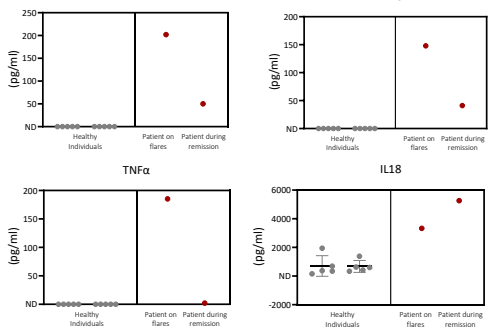 250
200
150
100
50
ND
(pg/ml)
Healthy
Individuals
Patient on
flares
Patient during
remission
200
150
100
50
ND
(pg/ml)
Healthy
Individuals
Patient on
flares
Patient during
remission
TNFα
200
150
100
50
ND
(pg/ml)
Healthy
Individuals
Patient on
flares
Patient during
remission
IL18
6000
4000
2000
ND
-2000
(pg/ml)
Healthy
Individuals
Patient on
flares
Patient during
remission